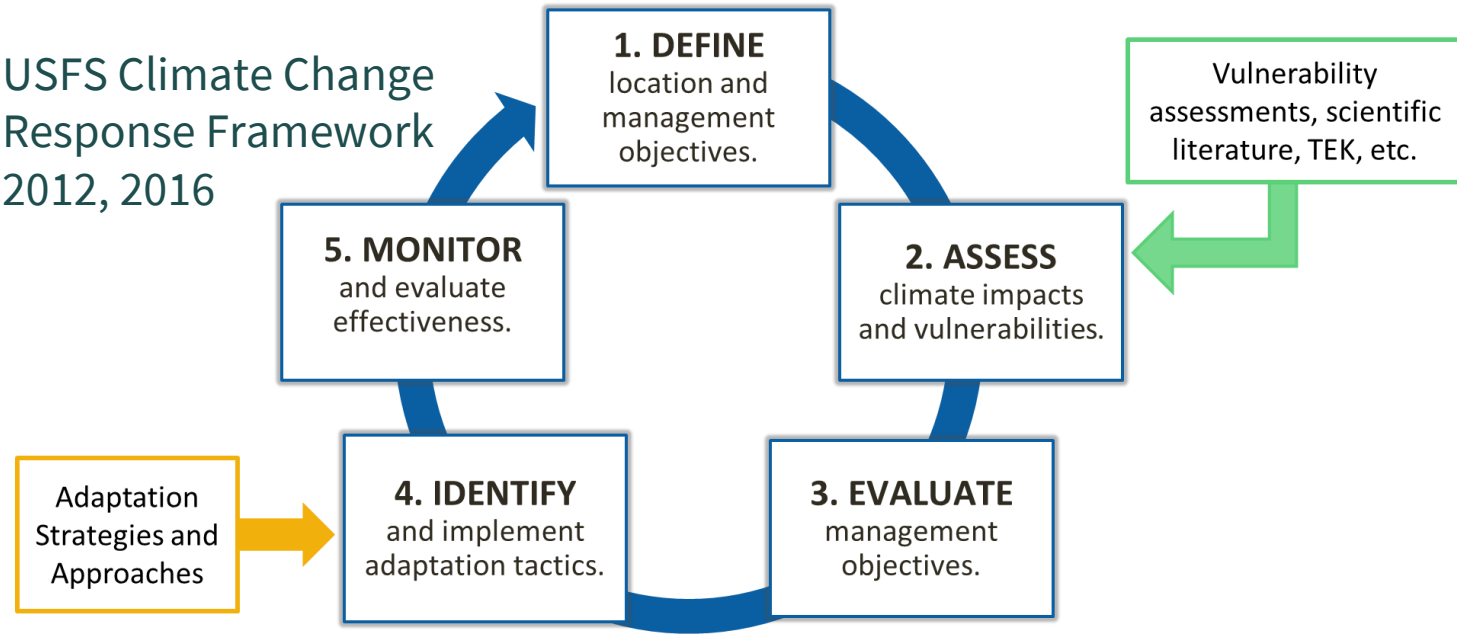 USFS Climate Change
Response Framework
2012, 2016
1. DEFINE
location and
management
objectives.
Vulnerability
assessments, scientific
literature, TEK, etc.
2. ASSESS
climate impacts
and vulnerabilities.
3. EVALUATE
management
objectives.
4. IDENTIFY
and implement
adaptation tactics.
Adaptation
Strategies and
Approaches
5. MONITOR
and evaluate
effectiveness.